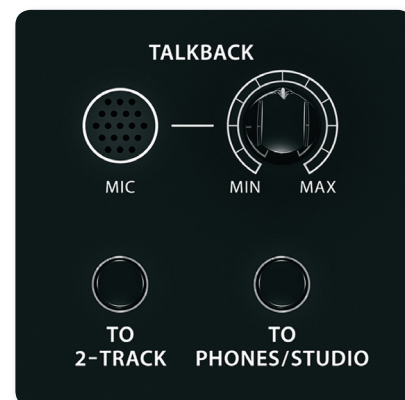 TALKBACK
MIC
MIN
MAX
TO
2-TRACK
TO
PHONES/STUDIO